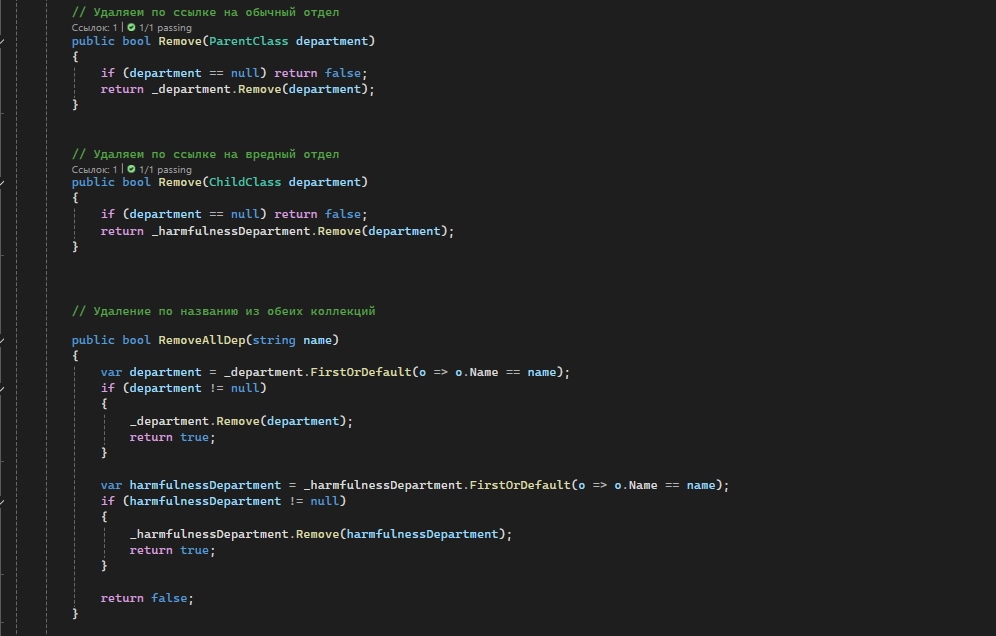 // Удаляем по ссылке на обычный отдел
Ссылок: 1 | 1/1 passing
public bool Remove(ParentClass department)
{
if (department == null) return false;
return _department.Remove(department);
}
// Удаляем по ссылке на вредный отдел
Ссылок: 1 | 1/1 passing
public bool Remove(ChildClass department)
{
if (department == null) return false;
return _harmfulnessDepartment.Remove(department);
}
// Удаление по названию из обеих коллекций
public bool RemoveAllDep(string name)
{
var department = _department.FirstOrDefault(o => o.Name == name);
if (department != null)
{
_department.Remove(department);
return true;
}
var harmfulnessDepartment = _harmfulnessDepartment.FirstOrDefault(o => o.Name == name);
if (harmfulnessDepartment != null)
{
_harmfulnessDepartment.Remove(harmfulnessDepartment);
return true;
}
return false;
}